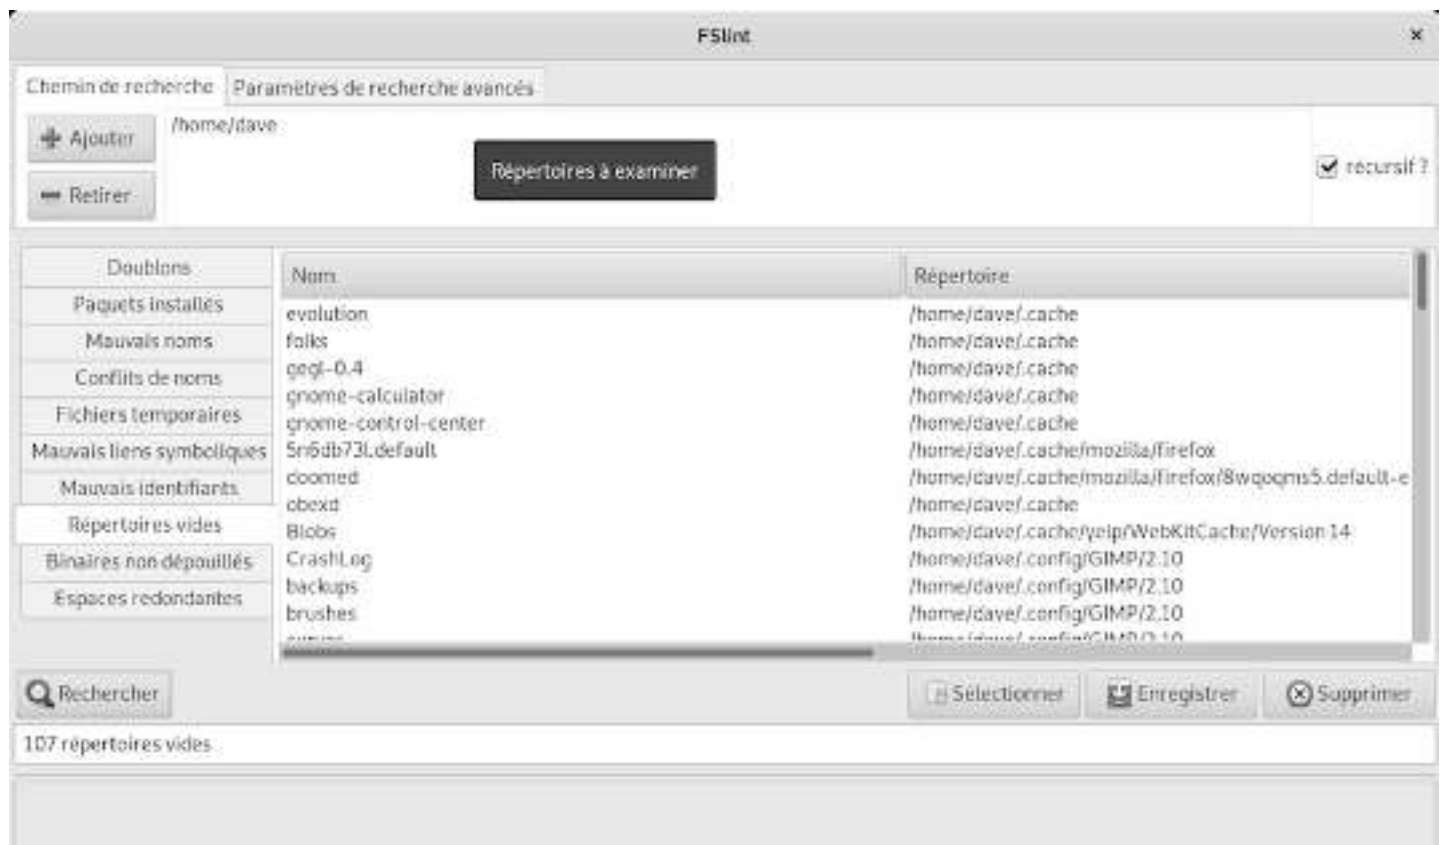 FSlint
Chemin de recherche
Paramètres de recherche avancés
Ajouter
/home/dave
Répertoires à examiner
récursif ?
Retirer
Doublons
Paquets installés
Mauvais noms
Conflits de noms
Fichiers temporaires
Mauvais liens symboliques
Mauvais identifiants
Répertoires vides
Binaires non dépouillés
Espaces redondantes
Nom
Répertoire
evolution
/home/dave/.cache
folks
/home/dave/.cache
gegl-0.4
/home/dave/.cache
gnome-calculator
/home/dave/.cache
gnome-control-center
/home/dave/.cache
5n6db73l.default
/home/dave/.cache/mozilla/firefox
doomed
/home/dave/.cache/mozilla/firefox/8wqoqms5.default-e
obexd
/home/dave/.cache
Blobs
/home/dave/.cache/yelp/WebKitCache/Version 14
CrashLog
/home/dave/.config/GIMP/2.10
backups
/home/dave/.config/GIMP/2.10
brushes
/home/dave/.config/GIMP/2.10
/home/dave/.config/GIMP/2.10
Rechercher
Sélectionner
Enregistrer
Supprimer
107 répertoires vides